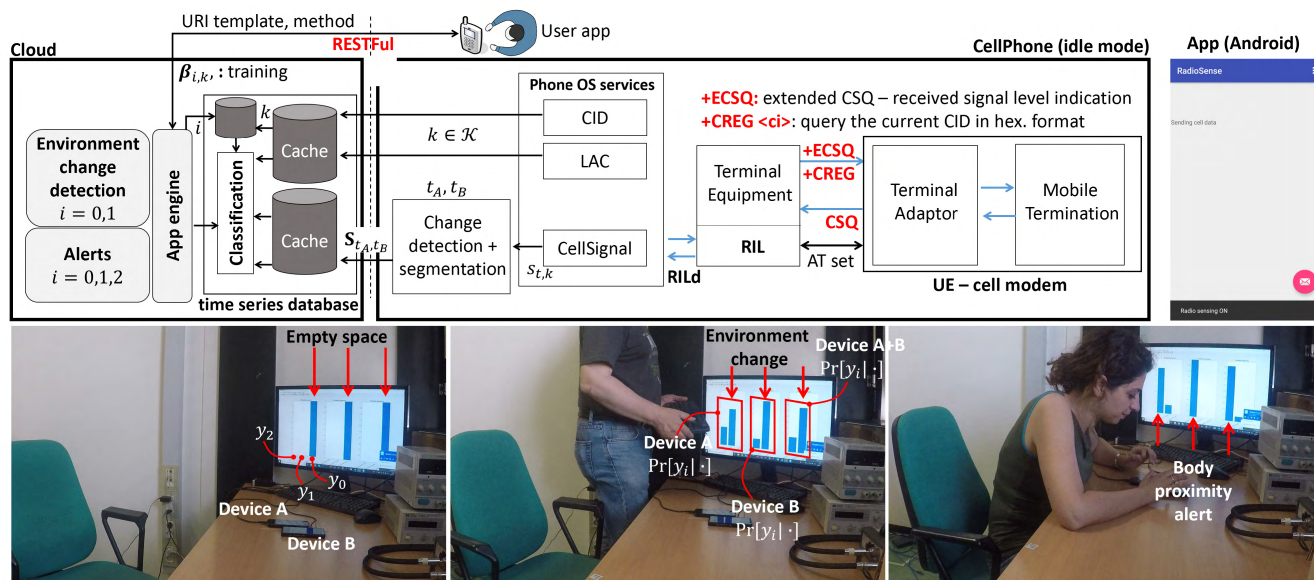 URI template, method
RESTFul
User app
Cloud
CellPhone (idle mode)
App (Android)
β_{i,k}, : training
i
k
Cache
Cache
Classification
App engine
Environment
change
detection
i = 0,1
Alerts
i = 0,1,2
time series database
k ∈ 𝒦
t_A, t_B
S_{t_A,t_B}
Change
detection +
segmentation
Phone OS services
CID
LAC
CellSignal
s_{t,k}
RILd
+ECSQ: extended CSQ – received signal level indication
+CREG <ci>: query the current CID in hex. format
Terminal
Equipment
RIL
+ECSQ
+CREG
CSQ
AT set
Terminal
Adaptor
Mobile
Termination
UE – cell modem
RadioSense
Sending cell data
Radio sensing ON
Empty space
y_2
y_1
y_0
Device A
Device B
Environment
change
Device A+B
Pr[y_i| ·]
Device A
Pr[y_i| ·]
Device B
Pr[y_i| ·]
Body
proximity
alert